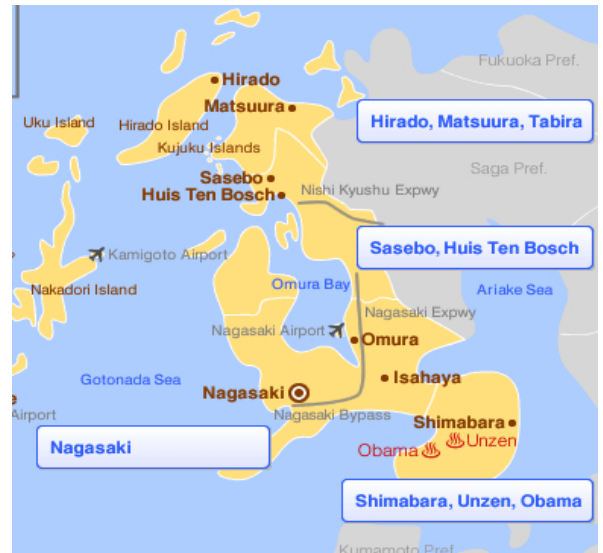 Fukuoka Pref.
Hirado
Matsuura
Hirado, Matsuura, Tabira
Uku Island
Hirado Island
Kujuku Islands
Saga Pref.
Sasebo
Nishi Kyushu Expwy
Huis Ten Bosch
Sasebo, Huis Ten Bosch
Kamigoto Airport
Omura Bay
Ariake Sea
Nakadori Island
Nagasaki Expwy
Nagasaki Airport
Omura
Gotonada Sea
Isahaya
Nagasaki
e
Airport
Nagasaki Bypass
Shimabara
Nagasaki
Unzen
Obama
Shimabara, Unzen, Obama
Kumamoto Pref.